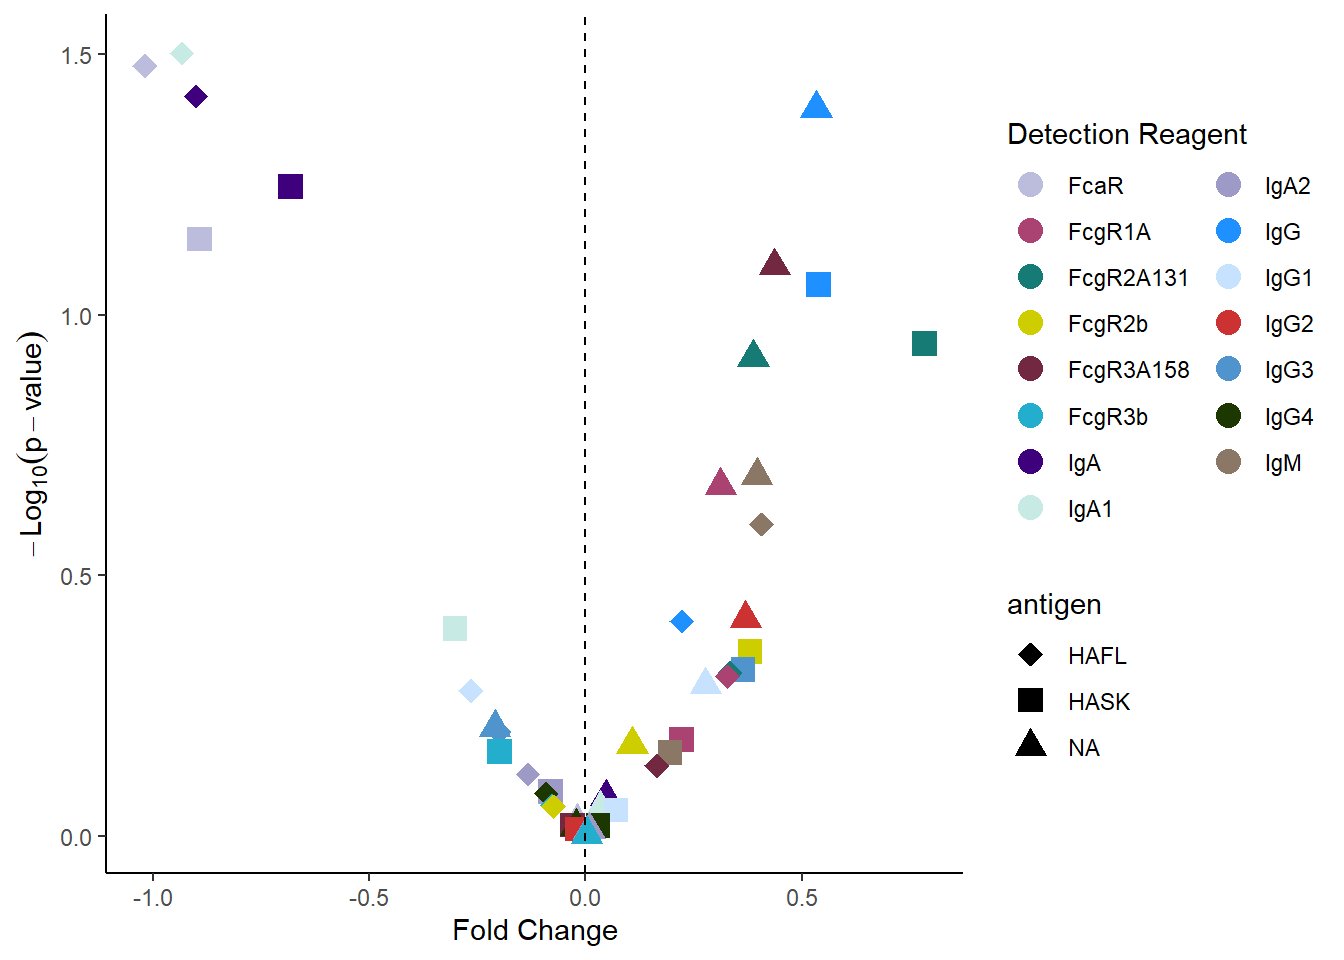 1.5
1.0
0.5
0.0
−Log10(p−value)
-1.0
-0.5
0.0
0.5
Fold Change
Detection Reagent
FcaR
FcgR1A
FcgR2A131
FcgR2b
FcgR3A158
FcgR3b
IgA
IgA1
IgA2
IgG
IgG1
IgG2
IgG3
IgG4
IgM
antigen
HAFL
HASK
NA